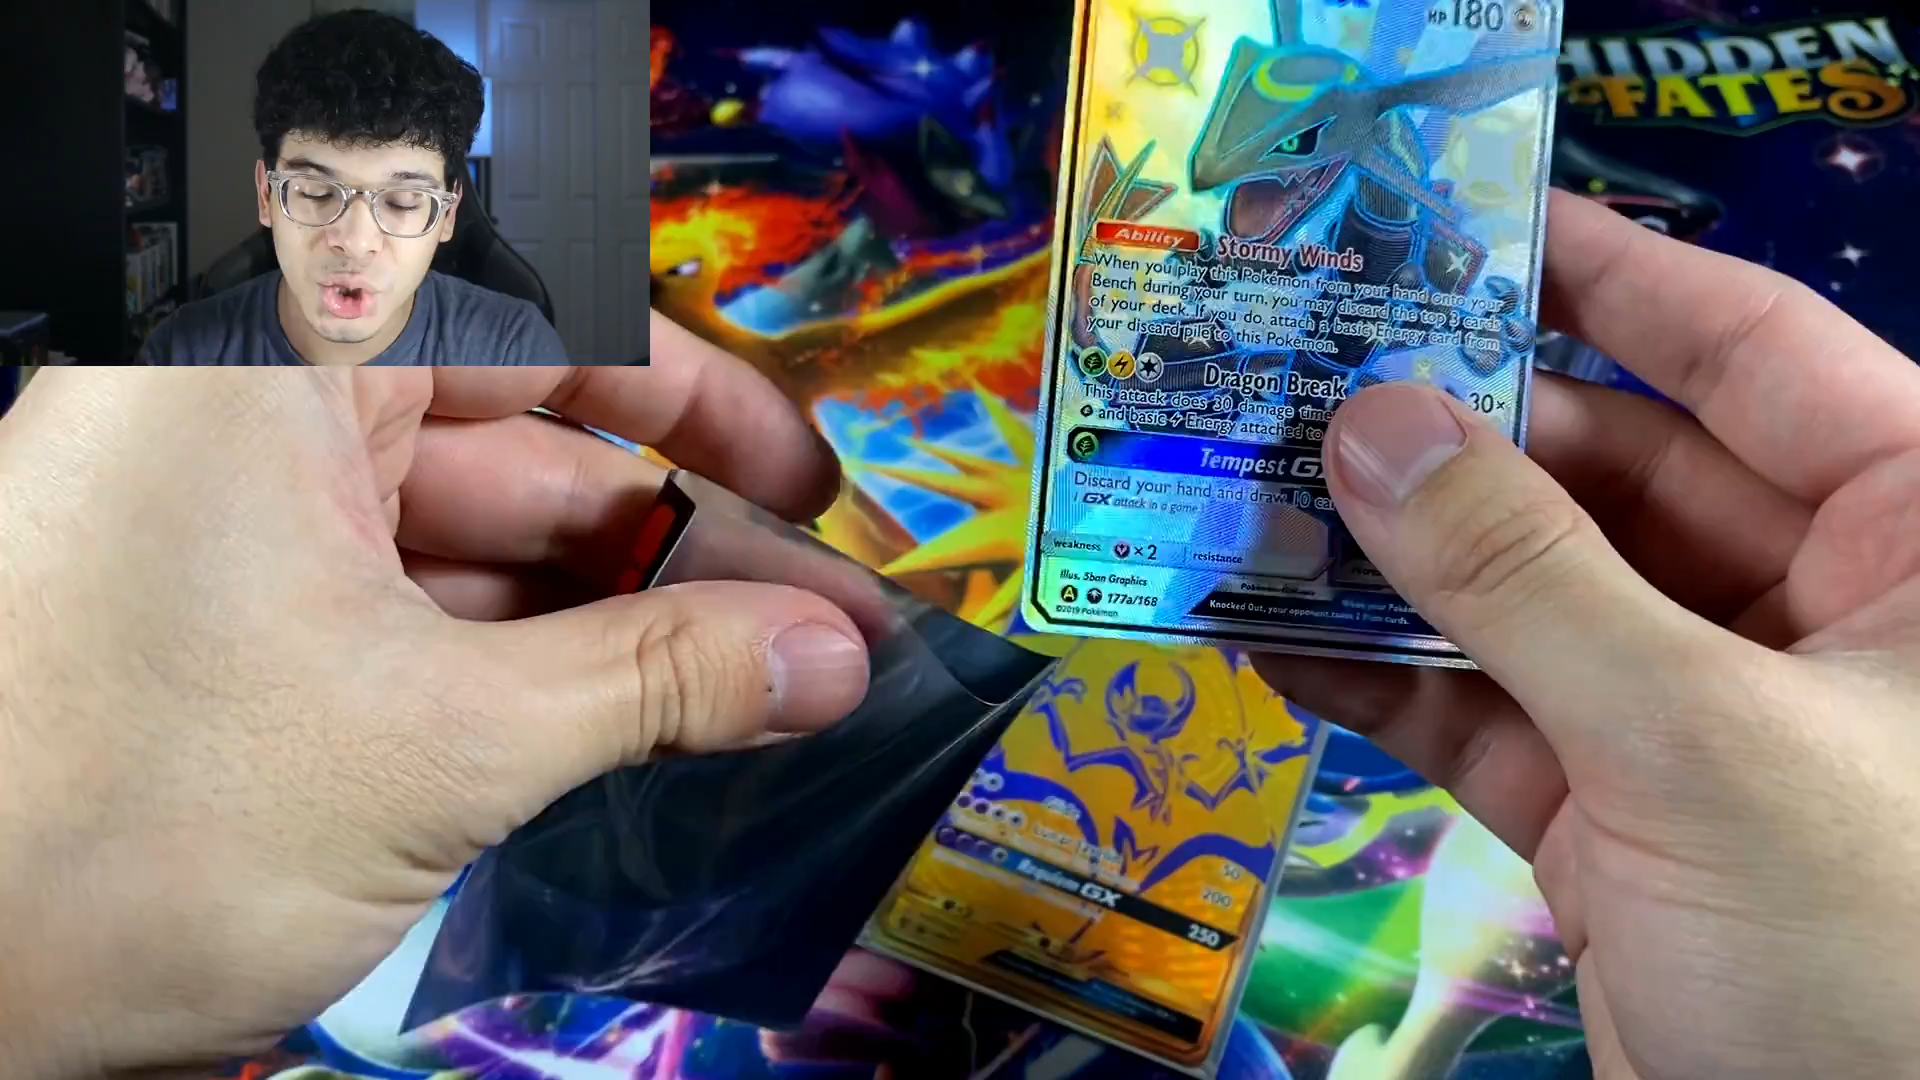 HP 180
HIDDEN
FATES
Ability Stormy Winds
When you play this Pokémon from your hand onto your
Bench during your turn, you may discard the top 3 cards
of your deck. If you do, attach a basic Energy card from
your discard pile to this Pokémon.
Dragon Break 30×
This attack does 30 damage time
and basic Energy attached to
Tempest G
Discard your hand and draw 10 ca
1 GX attack in a game
weakness ×2 resistance
Illus. 5ban Graphics
A 177a/168
©2019 Pokémon
Knocked Out, your opponent takes 2 Prize cards.
50
200
Requiem GX
250